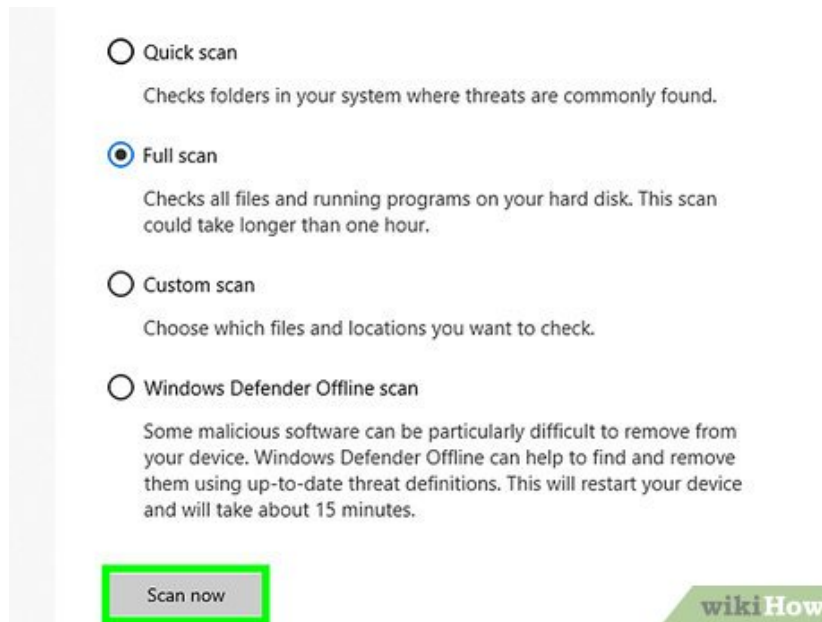 Quick scan
Checks folders in your system where threats are commonly found.
Full scan
Checks all files and running programs on your hard disk. This scan
could take longer than one hour.
Custom scan
Choose which files and locations you want to check.
Windows Defender Offline scan
Some malicious software can be particularly difficult to remove from
your device. Windows Defender Offline can help to find and remove
them using up-to-date threat definitions. This will restart your device
and will take about 15 minutes.
Scan now
wikiHow